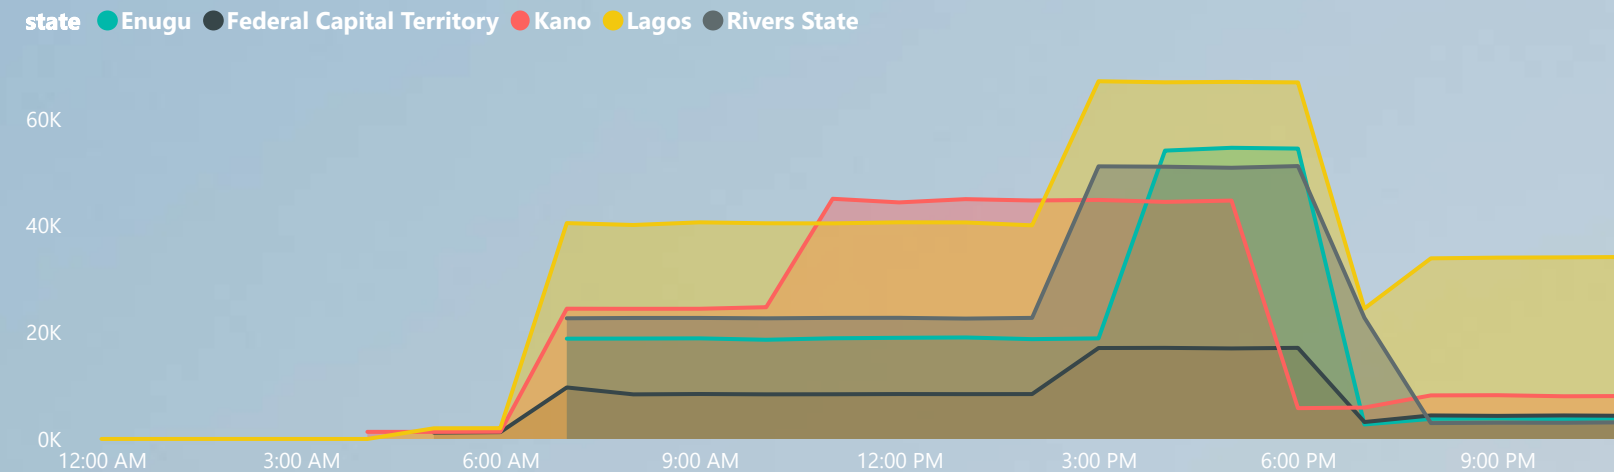 state Enugu Federal Capital Territory Kano Lagos Rivers State
60K
40K
20K
0K
12:00 AM 3:00 AM 6:00 AM 9:00 AM 12:00 PM 3:00 PM 6:00 PM 9:00 PM